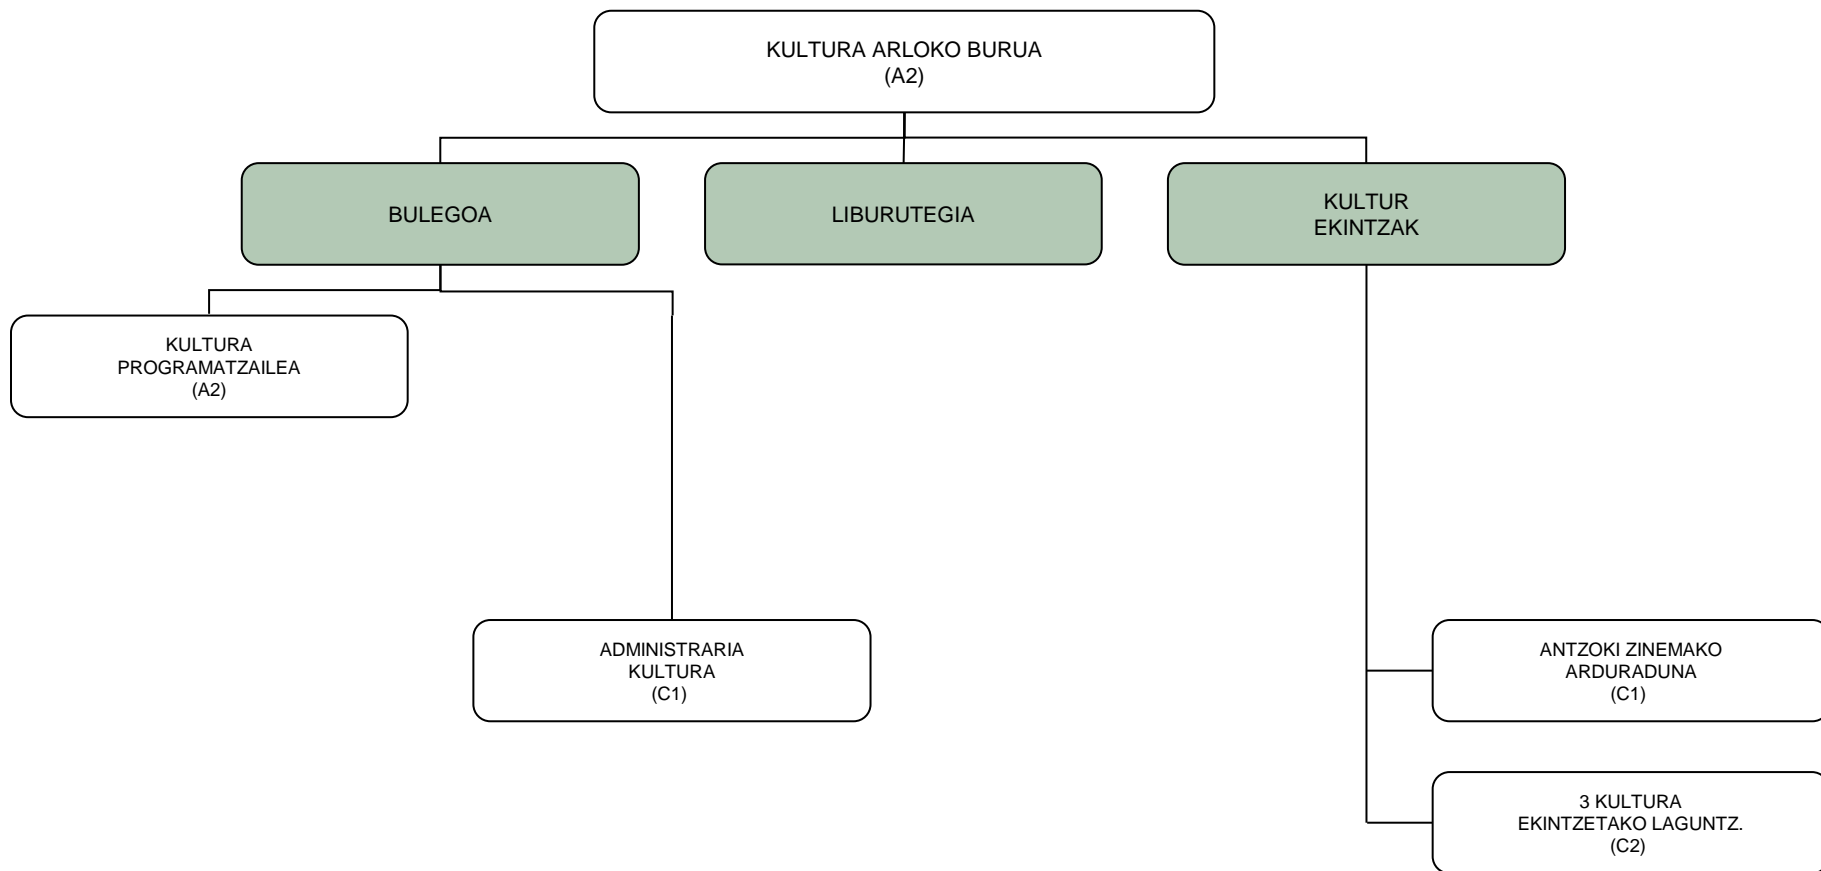 KULTURA ARLOKO BURUA
(A2)
BULEGOA
LIBURUTEGIA
KULTUR
EKINTZAK
KULTURA
PROGRAMATZAILEA
(A2)
ADMINISTRARIA
KULTURA
(C1)
ANTZOKI ZINEMAKO
ARDURADUNA
(C1)
3 KULTURA
EKINTZETAKO LAGUNTZ.
(C2)